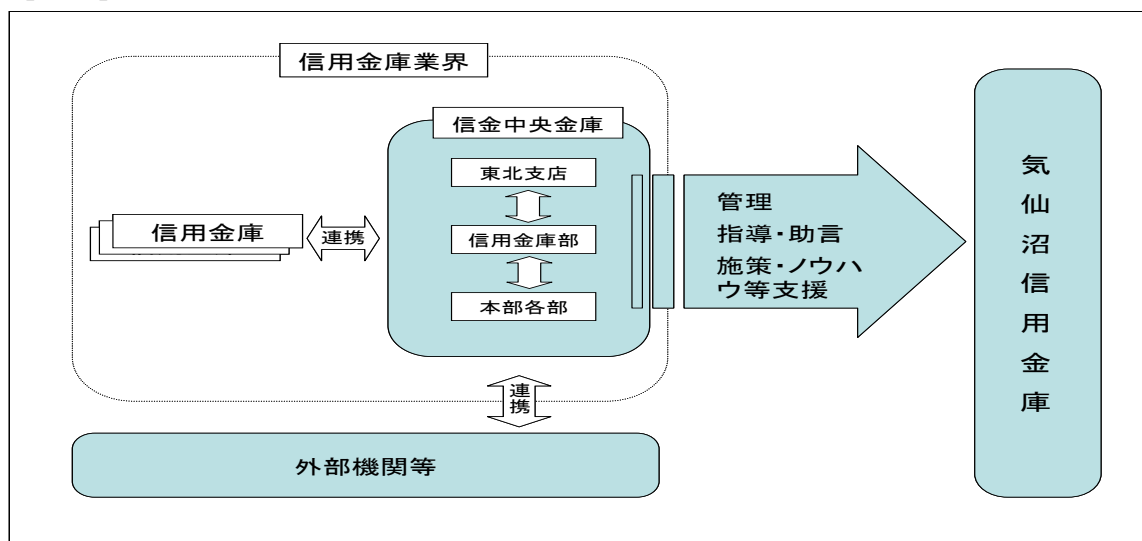 信用金庫業界
信金中央金庫
東北支店
信用金庫
連携
信用金庫部
本部各部
管理
指導・助言
施策・ノウハ
ウ等支援
気仙沼信用金庫
連携
外部機関等